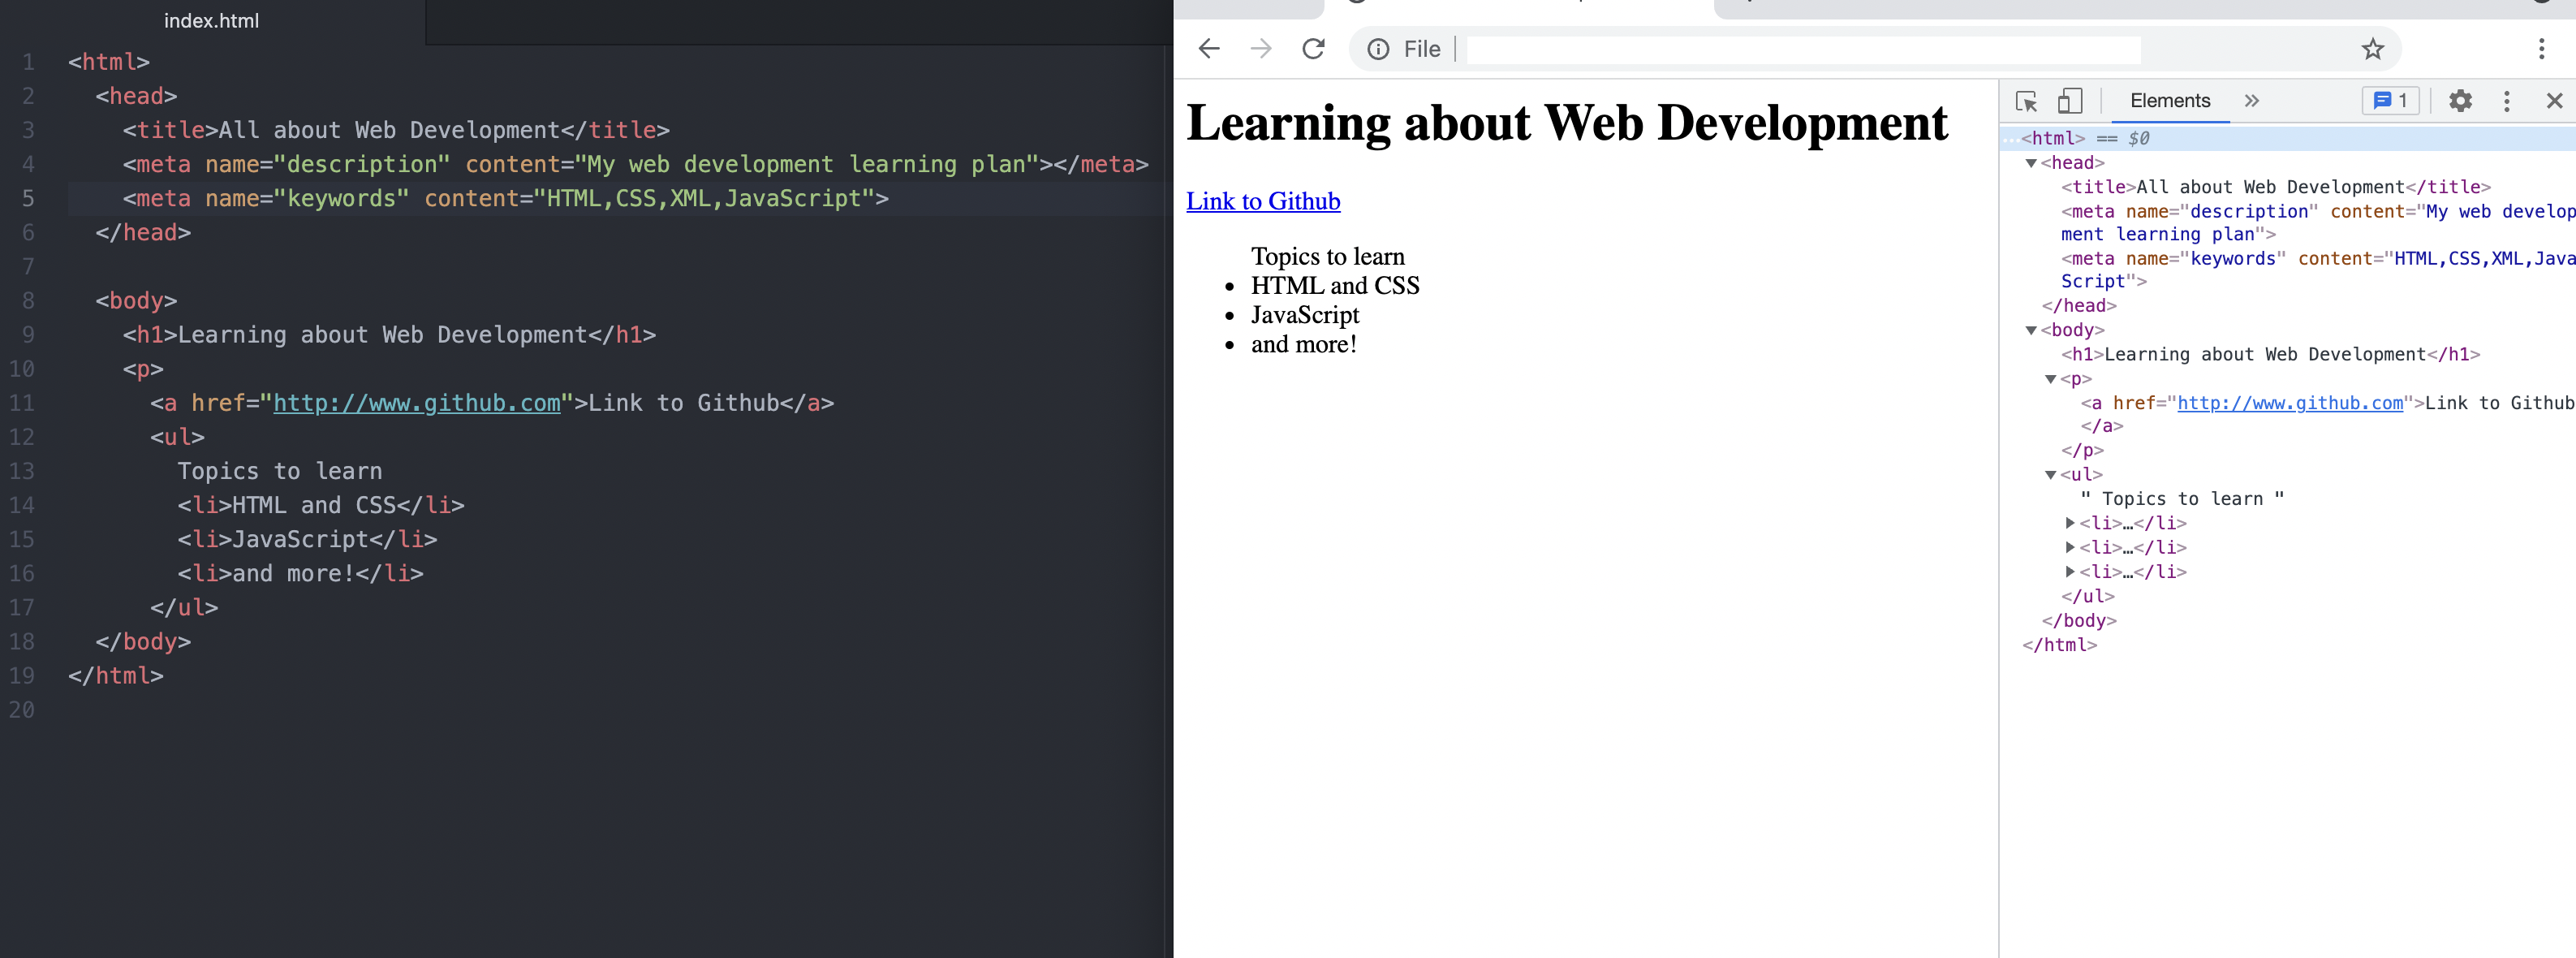 index.html
1 <html>
2 <head>
3 <title>All about Web Development</title>
4 <meta name="description" content="My web development learning plan"></meta>
5 <meta name="keywords" content="HTML,CSS,XML,JavaScript">
6 </head>
7
8 <body>
9 <h1>Learning about Web Development</h1>
10 <p>
11 <a href="http://www.github.com">Link to Github</a>
12 <ul>
13 Topics to learn
14 <li>HTML and CSS</li>
15 <li>JavaScript</li>
16 <li>and more!</li>
17 </ul>
18 </body>
19 </html>
20
File
Learning about Web Development
Link to Github
Topics to learn
• HTML and CSS
• JavaScript
• and more!
Elements » 1
…<html> == $0
▼<head>
<title>All about Web Development</title>
<meta name="description" content="My web develop
ment learning plan">
<meta name="keywords" content="HTML,CSS,XML,Java
Script">
</head>
▼<body>
<h1>Learning about Web Development</h1>
▼<p>
<a href="http://www.github.com">Link to Github
</a>
</p>
▼<ul>
" Topics to learn "
▶<li>…</li>
▶<li>…</li>
▶<li>…</li>
</ul>
</body>
</html>